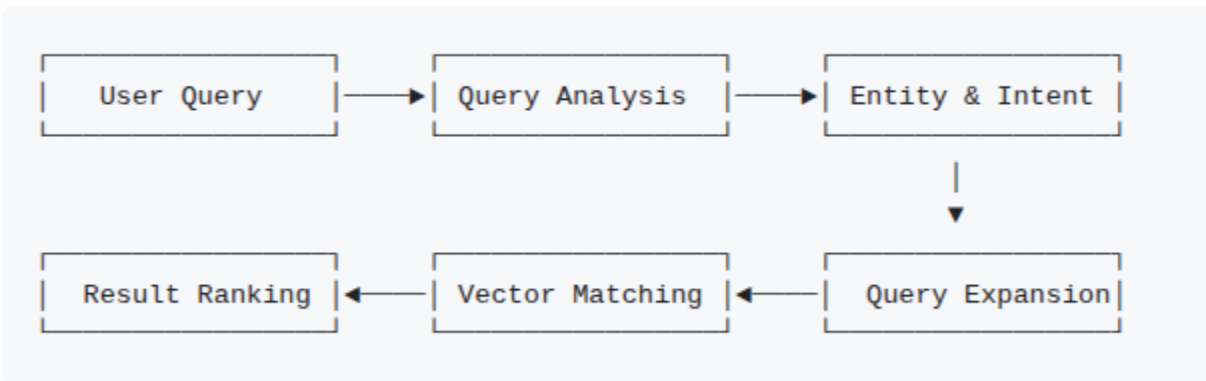 User Query
Query Analysis
Entity & Intent
Result Ranking
Vector Matching
Query Expansion